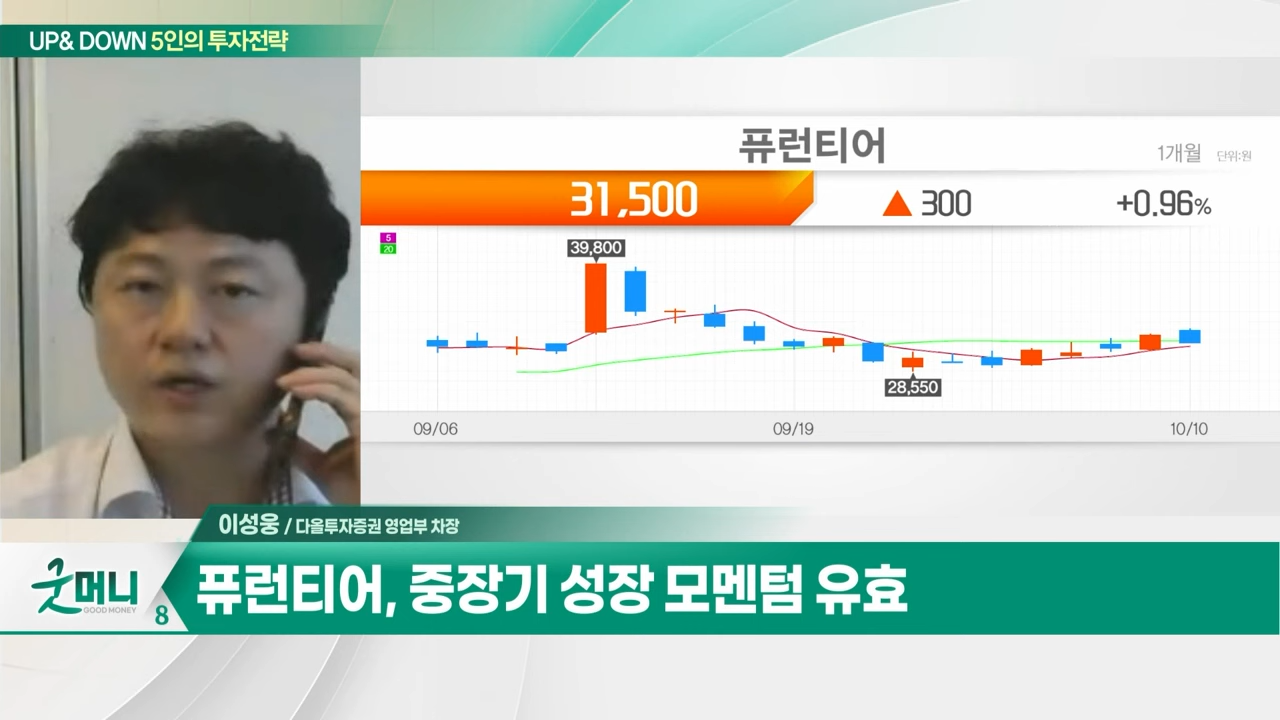 UP& DOWN 5인의 투자전략
퓨런티어
1개월 단위:원
31,500 ▲ 300 +0.96%
5
20
39,800
28,550
09/06 09/19 10/10
이성웅 / 다올투자증권 영업부 차장
굿머니
GOOD MONEY
8
퓨런티어, 중장기 성장 모멘텀 유효